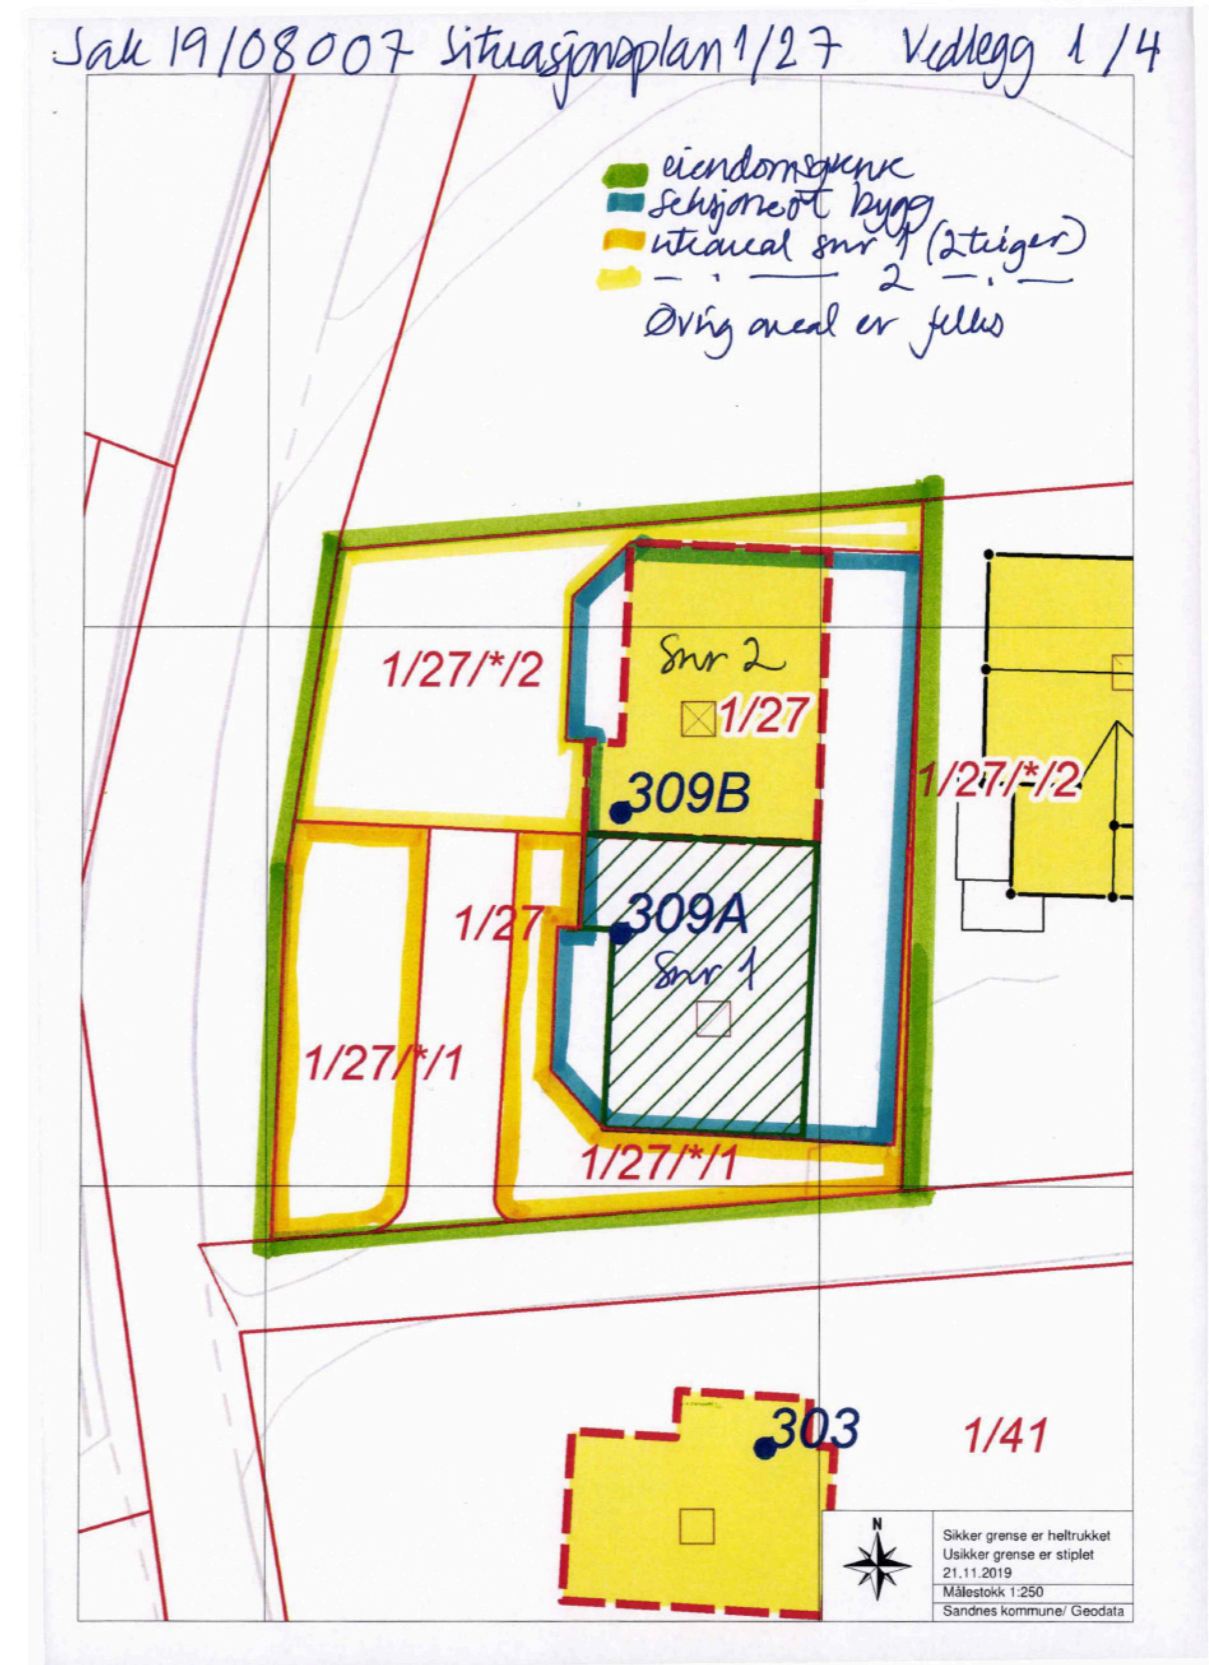 Sak 19/08007 Situasjonsplan 1/27 Vedlegg 1/4
eiendomsgrense
seksjonert bygg
uteareal snr 1 (2 teiger)
— . — 2 — . —
Øvrig areal er felles
1/27/*/2
Snr 2
1/27
1/27/*/2
309B
1/27
309A
Snr 1
1/27/*/1
1/27/*/1
303
1/41
N
Sikker grense er heltrukket
Usikker grense er stiplet
21.11.2019
Målestokk 1:250
Sandnes kommune/ Geodata